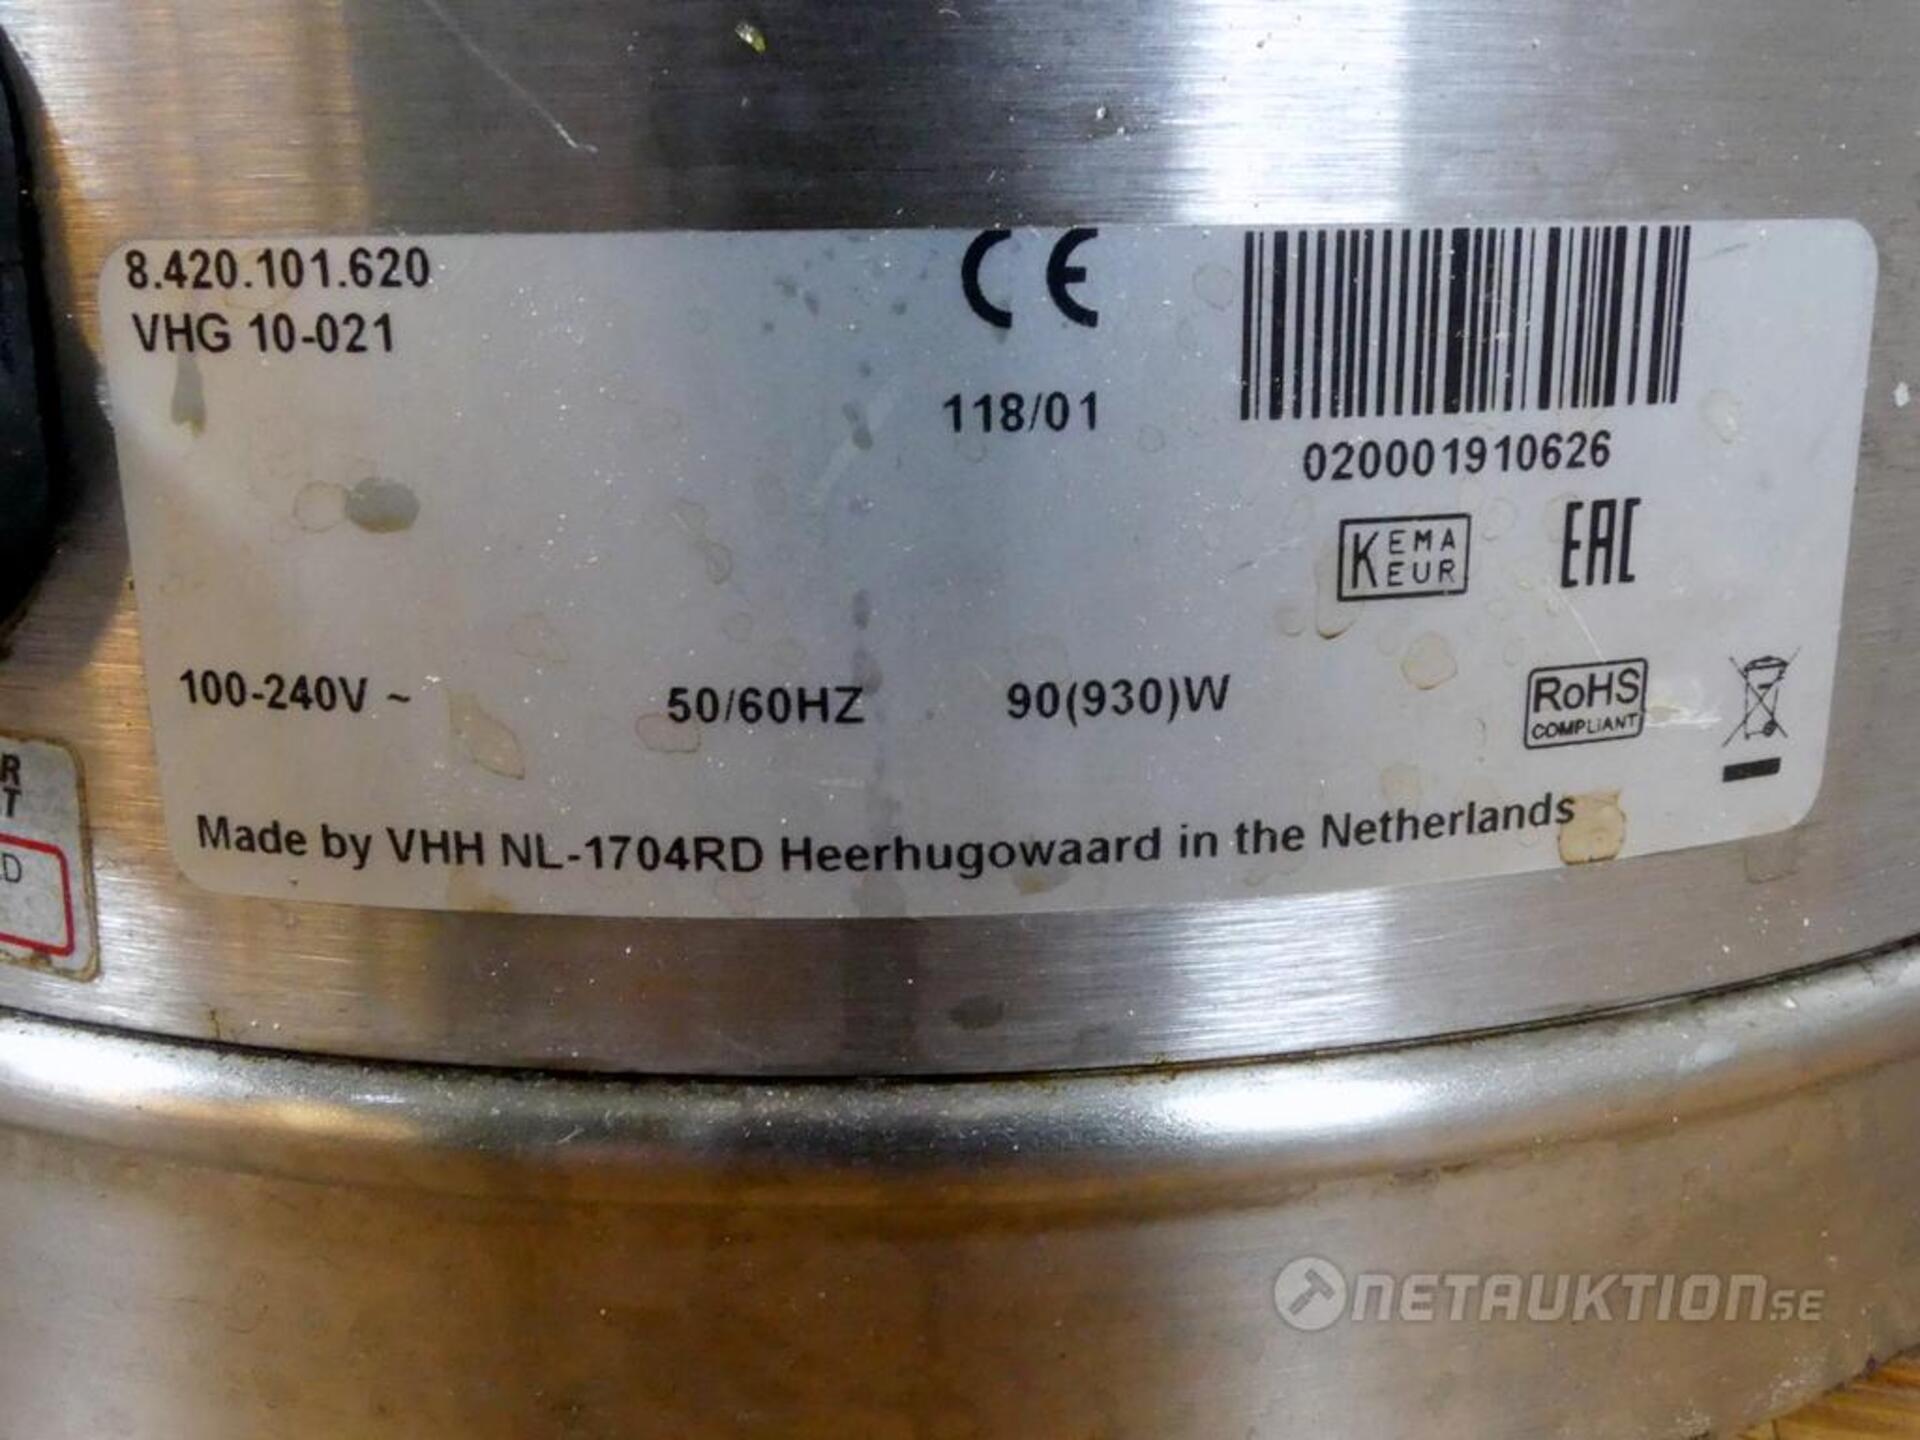 8.420.101.620
VHG 10-021
CE
118/01
020001910626
KEMA
EUR
EAC
100-240V ~
50/60HZ
90(930)W
RoHS
COMPLIANT
Made by VHH NL-1704RD Heerhugowaard in the Netherlands
NETAUKTION.SE